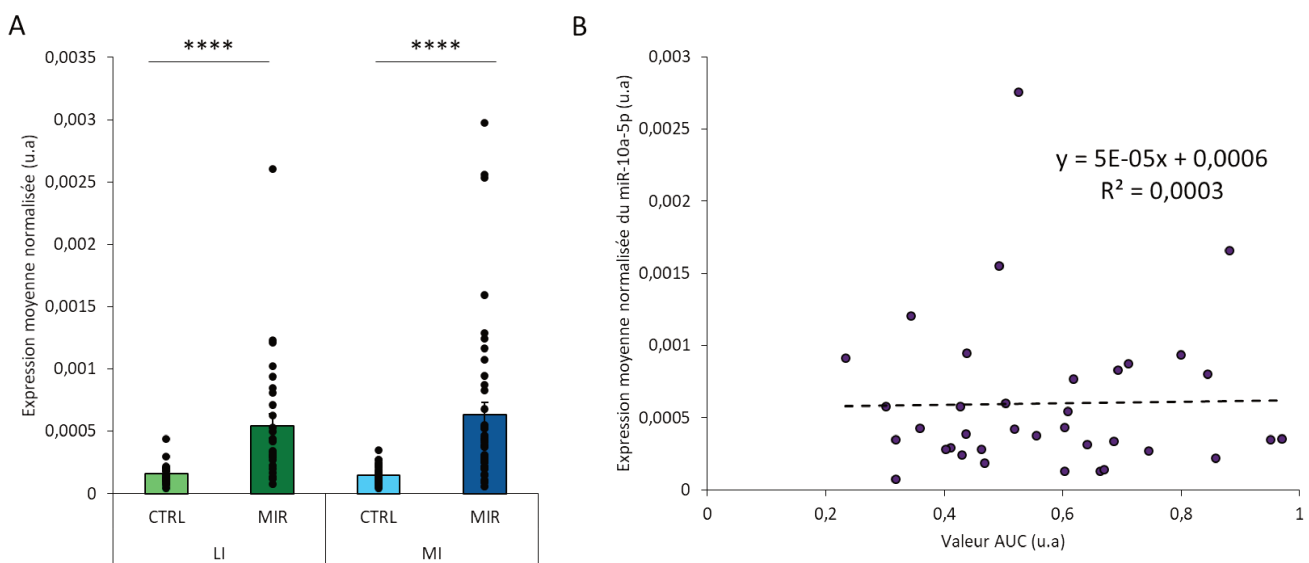 A
**** ****
Expression moyenne normalisée (u.a)
0,0035
0,003
0,0025
0,002
0,0015
0,001
0,0005
0
CTRL MIR CTRL MIR
LI MI
B
Expression moyenne normalisée du miR-10a-5p (u.a)
0,003
0,0025
0,002
0,0015
0,001
0,0005
0
y = 5E-05x + 0,0006
R² = 0,0003
0 0,2 0,4 0,6 0,8 1
Valeur AUC (u.a)